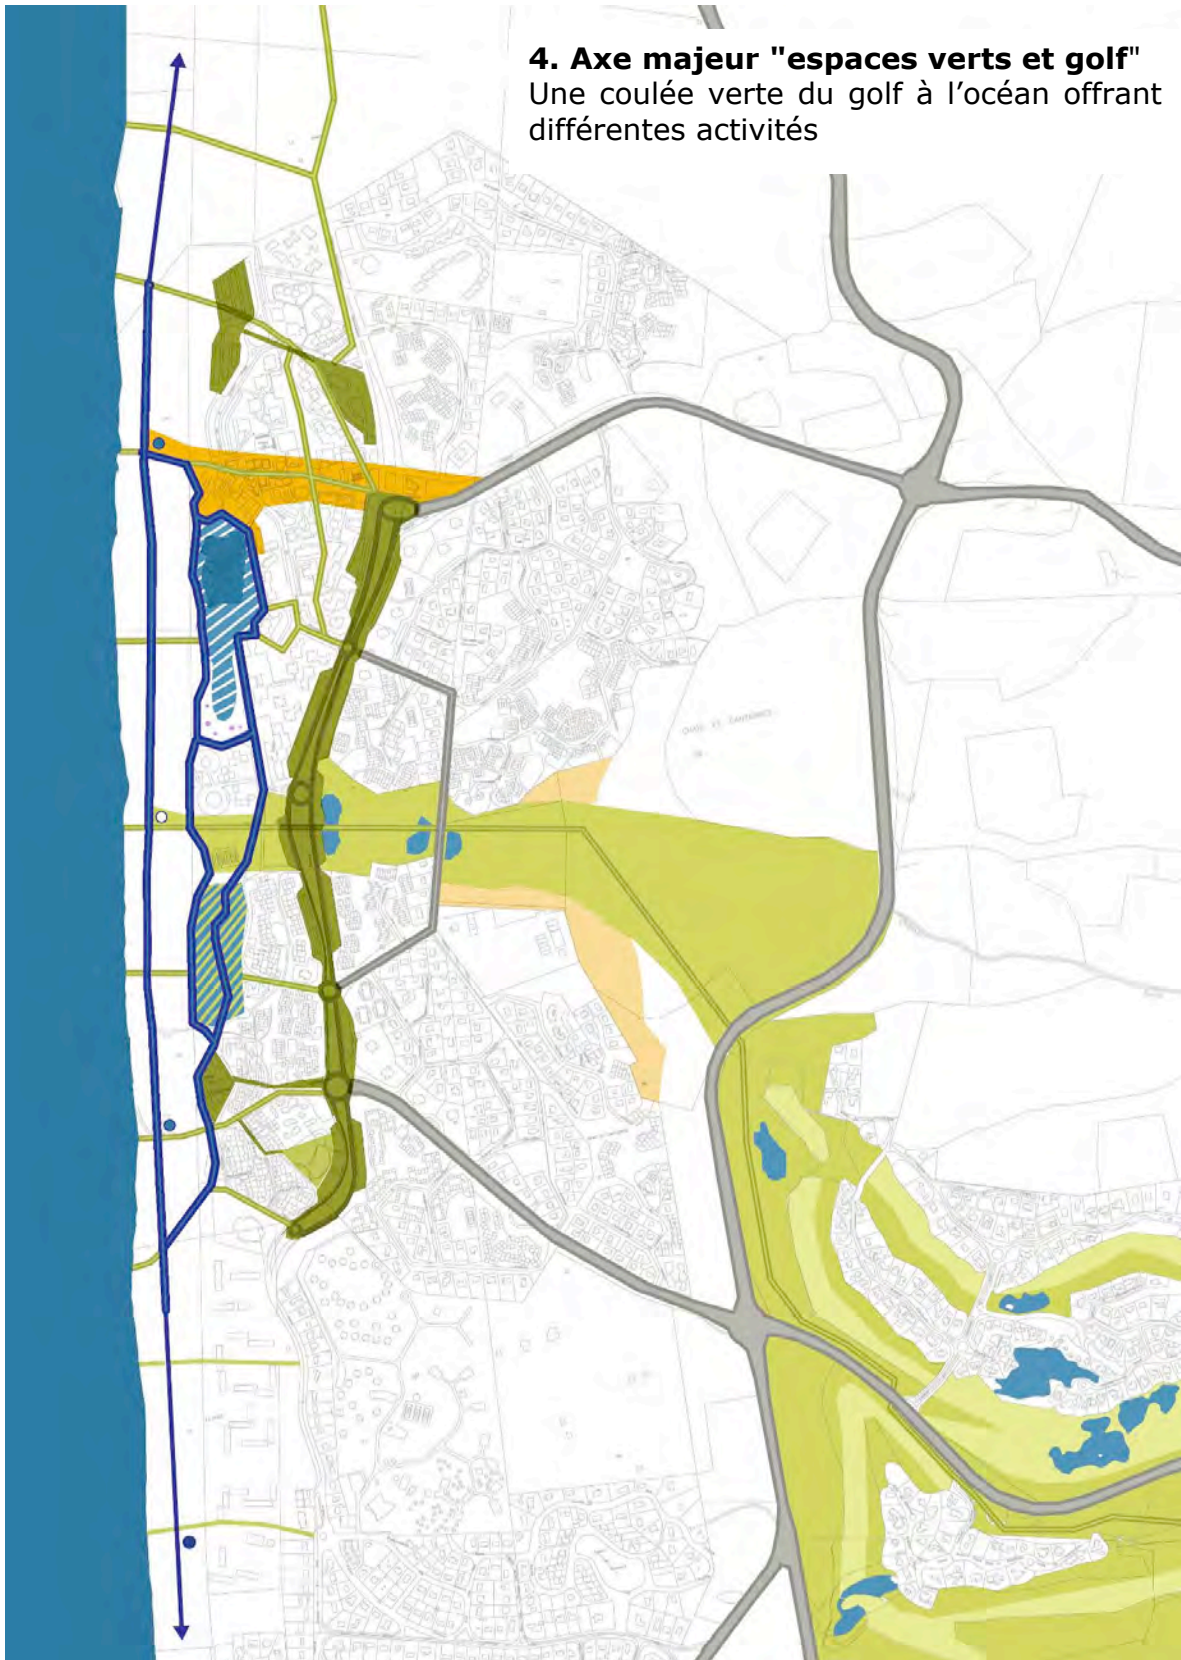 4. Axe majeur "espaces verts et golf"
Une coulée verte du golf à l'océan offrant
différentes activités